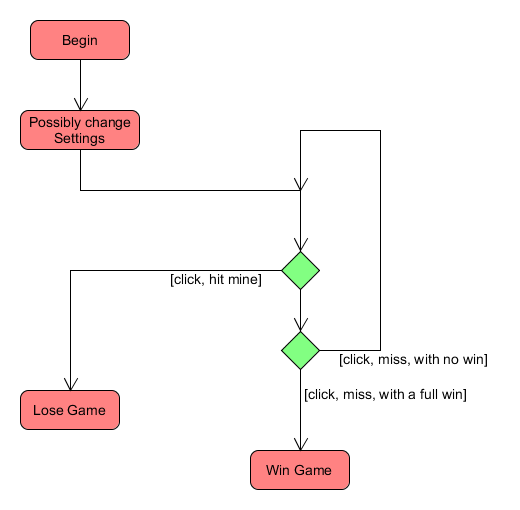 Begin
Possibly change
Settings
[click, hit mine]
[click, miss, with no win]
[click, miss, with a full win]
Lose Game
Win Game